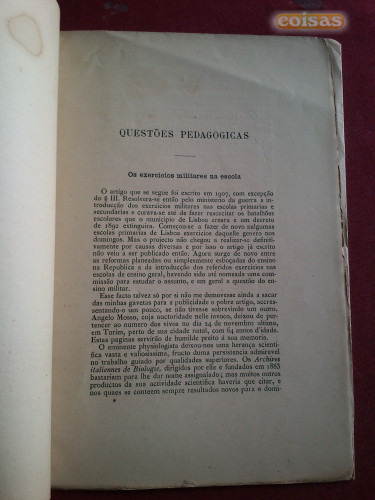 coisas
QUESTÕES PEDAGÓGICAS
Os exercicios militares na escola
O artigo que se segue foi escrito em 1907, com excepção
do § III. Resolvera-se então pelo ministerio da guerra a in-
troducção dos exercicios militares nas escolas primarias e
secundarias e curava-se até da fazer resuscitar os batalhões
escolares que o municipio de Lisboa creara e um decreto
de 1892 extinguira. Começou-se a fazer de novo nalgumas
escolas primarias de Lisboa exercicios daquelle genero nos
domingos. Mas o projecto não chegou a realizar-se definiti-
vamente por causas diversas e por isso o artigo já escrito
não veio a ser publicado então. Agora surge de novo entre
as reformas planeadas ou simplesmente esfoçadas do ensino
na Republica a da introducção dos referidos exercicios nas
escolas de ensino geral, havendo sido até nomeada uma com-
missão para estudar o assunto, e em geral a questão do en-
sino militar.
Esse facto talvez só por si não me demovesse ainda a sacar
das minhas gavetas para a publicidade o pobre artigo, accres-
sentando-o um pouco, se não tivesse sobrevindo um outro.
Angelo Mosso, cuja auctoridade nelle invoco, deixou de per-
tencer ao numero dos vivos no dia 24 de novembro ultimo,
em Turim, perto de sua cidade natal, com 64 annos d'idade.
Estas paginas servirão de humilde preito á sua memoria.
O eminente physiologista deixou-nos uma herança scienti-
fica vasta e valiosissima, fructo duma persistencia admiravel
no trabalho guiado por qualidades superiores. Os Archives
italiennes de Biologie, dirigidos por elle e fundados em 1883
bastariam para lhe dar nome assignalado; mas muitos outros
productos da sua actividade scientifica haveria que citar, e
nos quaes se conteem sempre resultados novos para o domi-
*